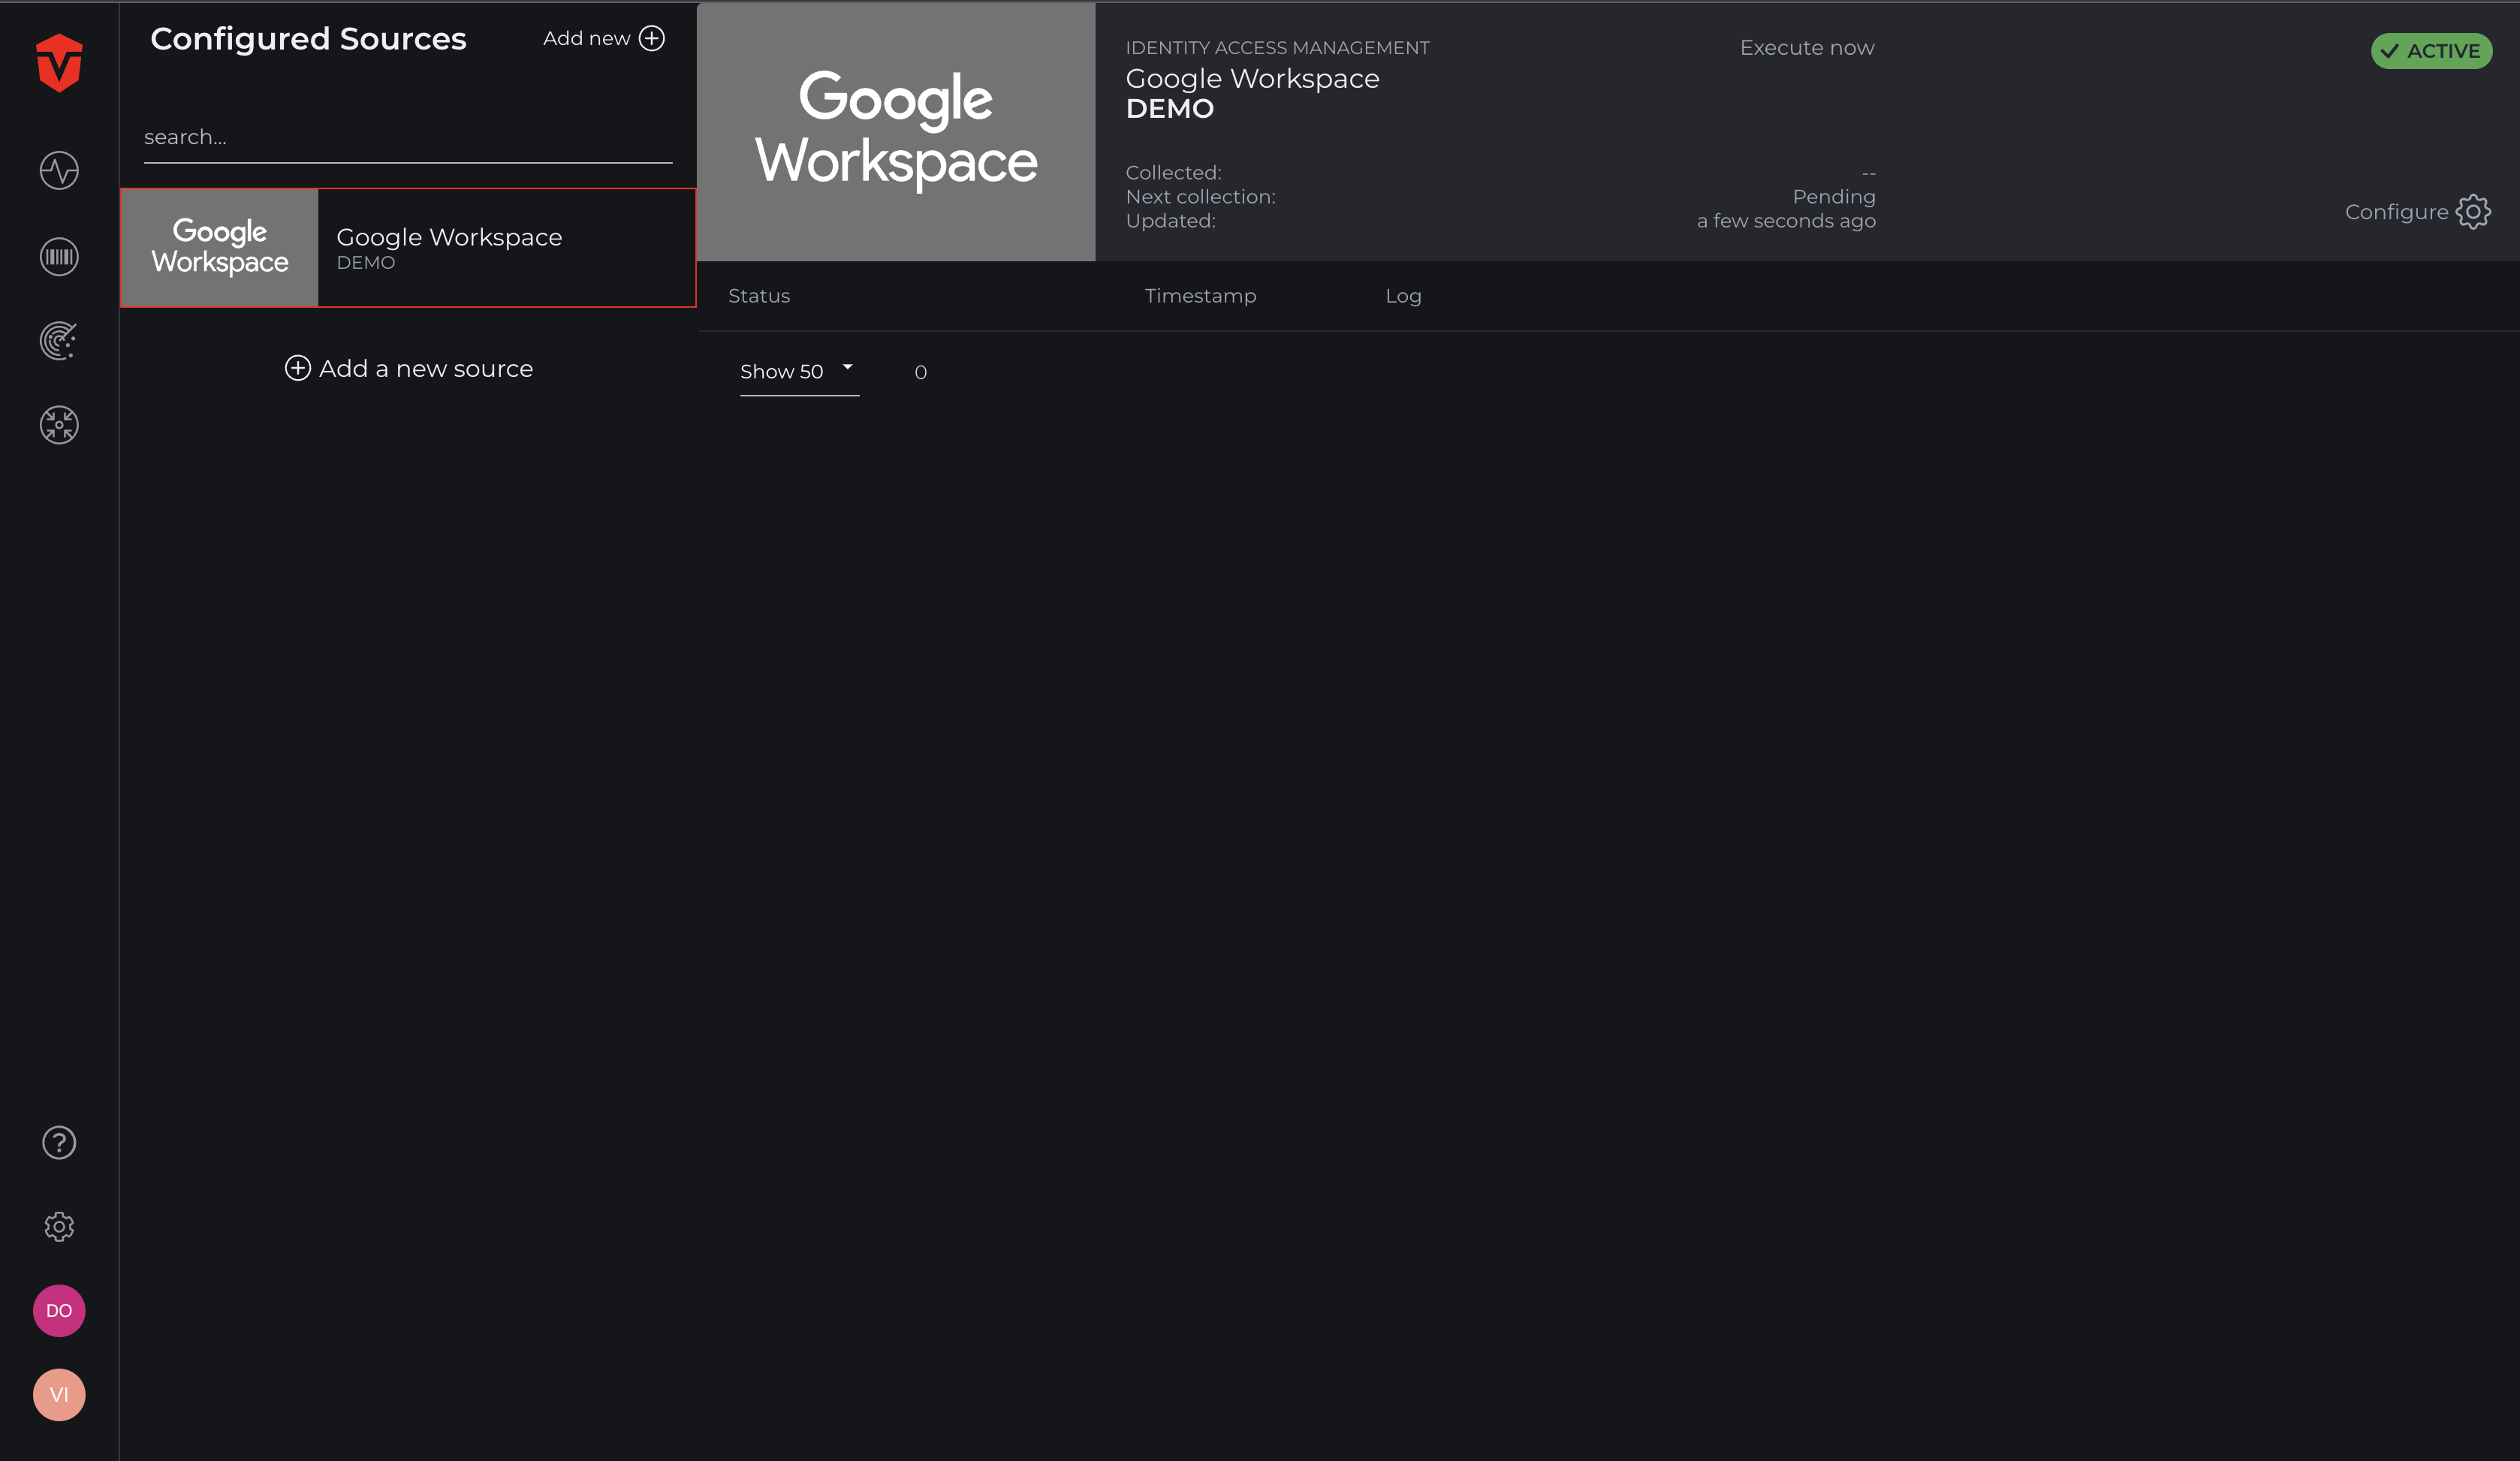 Configured Sources
Add new
search...
Google
Workspace
Google Workspace
DEMO
Add a new source
DO
VI
Google
Workspace
IDENTITY ACCESS MANAGEMENT
Google Workspace
DEMO
Execute now
ACTIVE
Collected: --
Next collection: Pending
Updated: a few seconds ago
Configure
Status Timestamp Log
Show 50 0